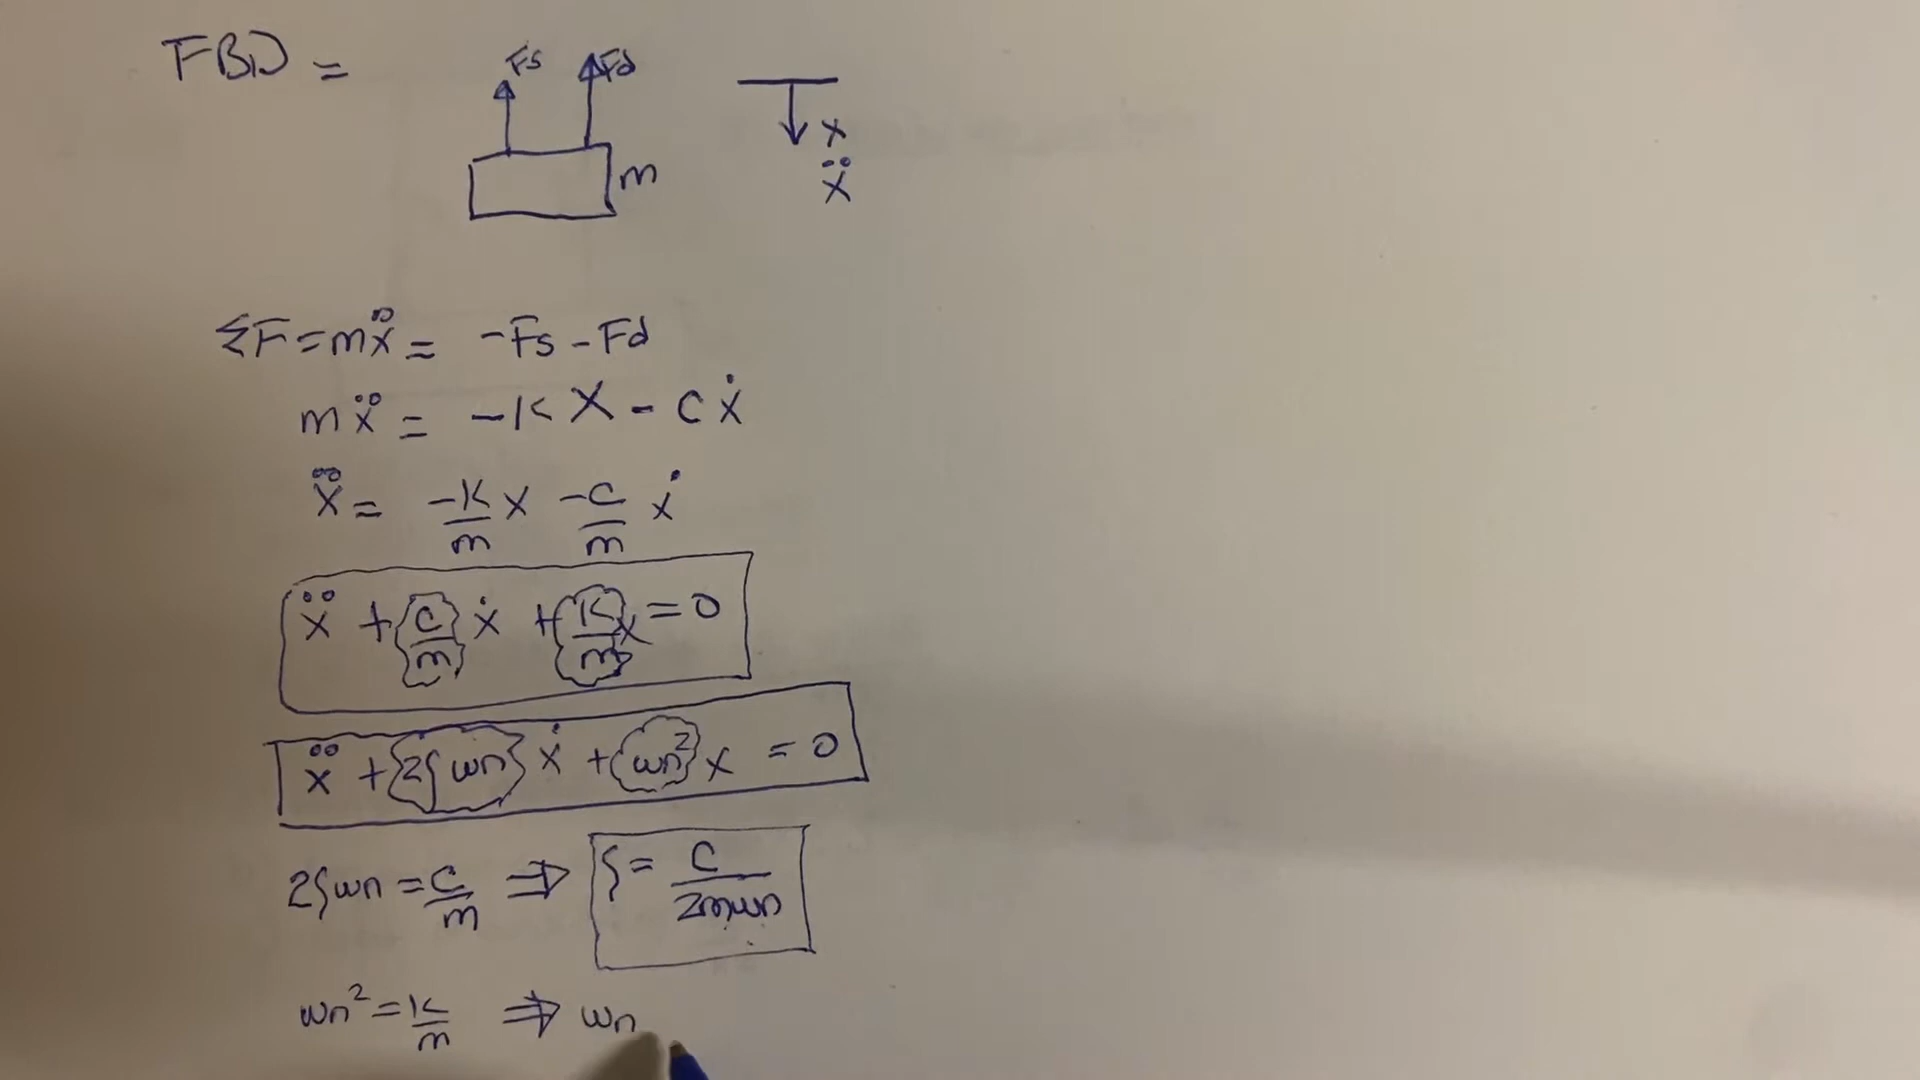 FBD =
Fs Fd
m
x
ẍ
ΣF = mẍ = -Fs - Fd
mẍ = -Kx - cẋ
ẍ = -K/m x -c/m ẋ
ẍ + c/m ẋ + K/m x = 0
ẍ + 2ζωn ẋ + ωn² x = 0
2ζωn = c/m ⇒ ζ = c/2mωn
ωn² = K/m ⇒ ωn